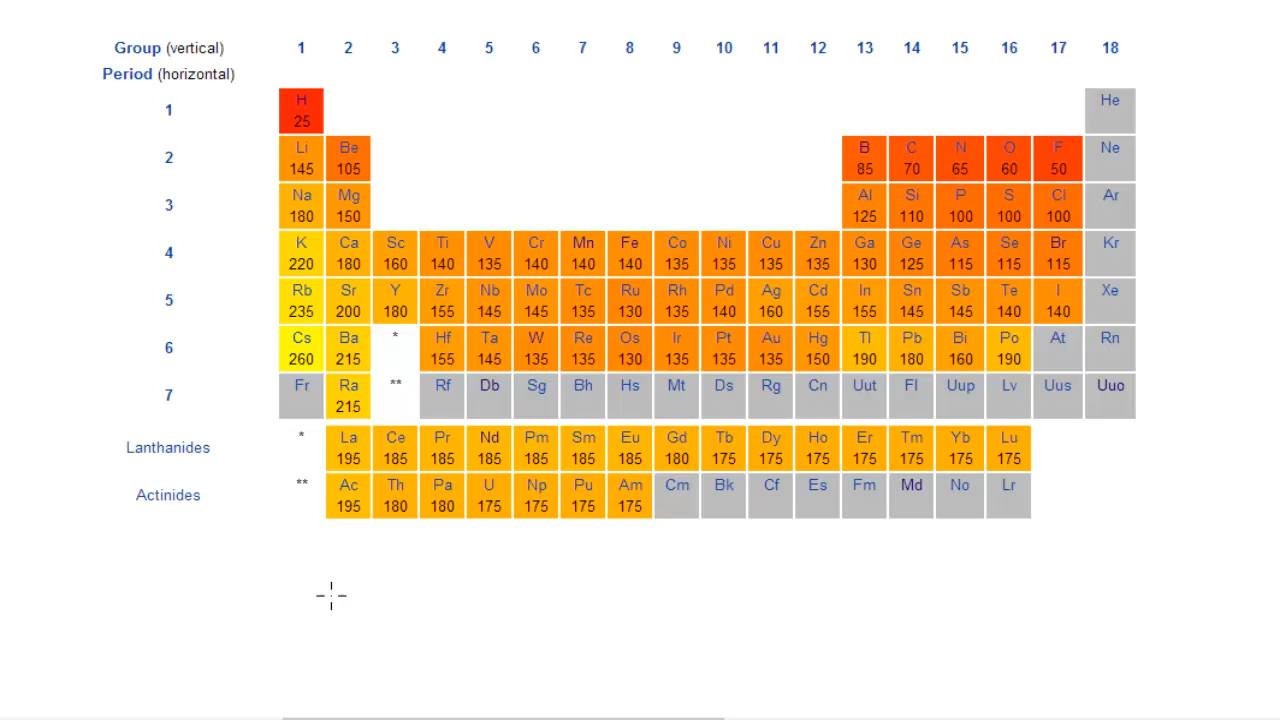 Group (vertical) 1 2 3 4 5 6 7 8 9 10 11 12 13 14 15 16 17 18
Period (horizontal)
1 H He
25
2 Li Be B C N O F Ne
145 105 85 70 65 60 50
3 Na Mg Al Si P S Cl Ar
180 150 125 110 100 100 100
4 K Ca Sc Ti V Cr Mn Fe Co Ni Cu Zn Ga Ge As Se Br Kr
220 180 160 140 135 140 140 140 135 135 135 135 130 125 115 115 115
5 Rb Sr Y Zr Nb Mo Tc Ru Rh Pd Ag Cd In Sn Sb Te I Xe
235 200 180 155 145 145 135 130 135 140 160 155 155 145 145 140 140
6 Cs Ba * Hf Ta W Re Os Ir Pt Au Hg Tl Pb Bi Po At Rn
260 215 155 145 135 135 130 135 135 135 150 190 180 160 190
7 Fr Ra ** Rf Db Sg Bh Hs Mt Ds Rg Cn Uut Fl Uup Lv Uus Uuo
215
Lanthanides * La Ce Pr Nd Pm Sm Eu Gd Tb Dy Ho Er Tm Yb Lu
195 185 185 185 185 185 185 180 175 175 175 175 175 175 175
Actinides ** Ac Th Pa U Np Pu Am Cm Bk Cf Es Fm Md No Lr
195 180 180 175 175 175 175